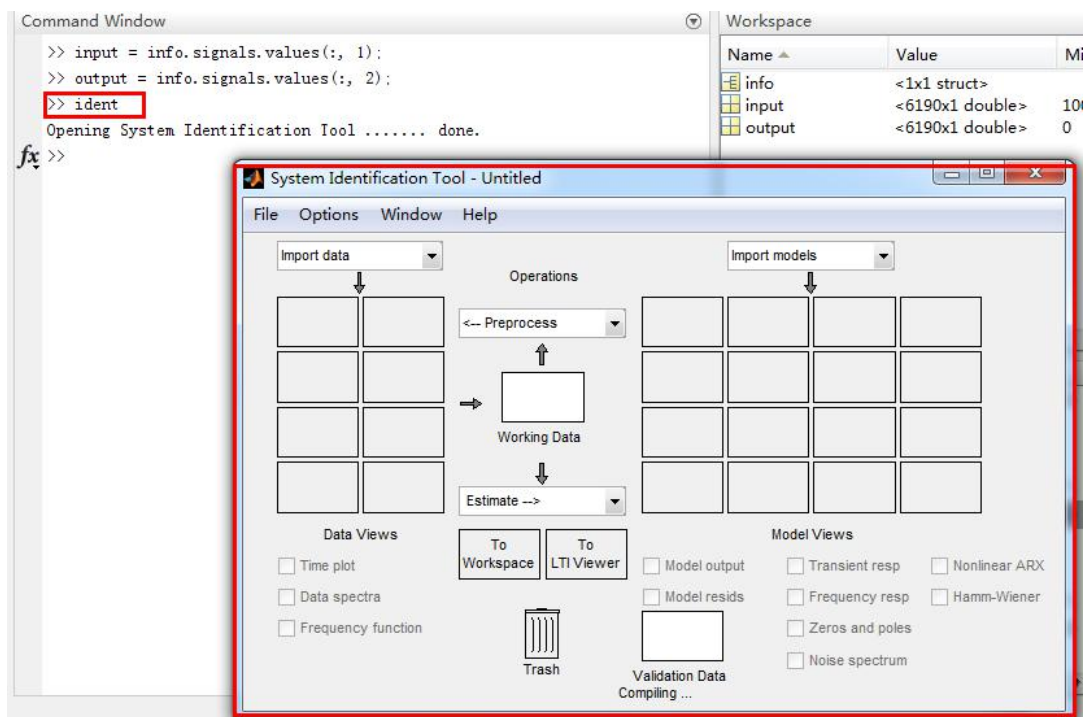 Command Window
>> input = info.signals.values(:, 1);
>> output = info.signals.values(:, 2);
>> ident
Opening System Identification Tool ....... done.
fx >>
Workspace
Name Value Mi
info <1x1 struct>
input <6190x1 double> 100
output <6190x1 double> 0
System Identification Tool - Untitled
File Options Window Help
Import data
Import models
Operations
<-- Preprocess
Working Data
Estimate -->
Data Views
To Workspace
To LTI Viewer
Model Views
Time plot
Data spectra
Frequency function
Model output
Model resids
Transient resp
Frequency resp
Zeros and poles
Noise spectrum
Nonlinear ARX
Hamm-Wiener
Trash
Validation Data
Compiling ...